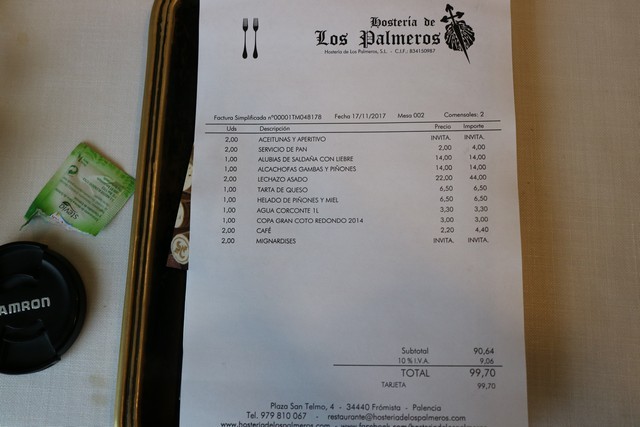 Hostería de
Los Palmeros
Hostería de Los Palmeros, S.L. - C.I.F.: B34150987
Factura Simplificada nº00001TM048178 Fecha 17/11/2017 Mesa 002 Comensales: 2
Uds Descripción Precio Importe
2,00 ACEITUNAS Y APERITIVO INVITA. INVITA.
2,00 SERVICIO DE PAN 2,00 4,00
1,00 ALUBIAS DE SALDAÑA CON LIEBRE 14,00 14,00
1,00 ALCACHOFAS GAMBAS Y PIÑONES 14,00 14,00
2,00 LECHAZO ASADO 22,00 44,00
1,00 TARTA DE QUESO 6,50 6,50
1,00 HELADO DE PIÑONES Y MIEL 6,50 6,50
1,00 AGUA CORCONTE 1L 3,30 3,30
1,00 COPA GRAN COTO REDONDO 2014 3,00 3,00
2,00 CAFÉ 2,20 4,40
2,00 MIGNARDISES INVITA. INVITA.
Subtotal 90,64
10 % I.V.A. 9,06
TOTAL 99,70
TARJETA 99,70
Plaza San Telmo, 4 - 34440 Frómista - Palencia
Tel. 979 810 067 - restaurante@hosteriadelospalmeros.com
www.hosteriadelospalmeros.com
AMRON